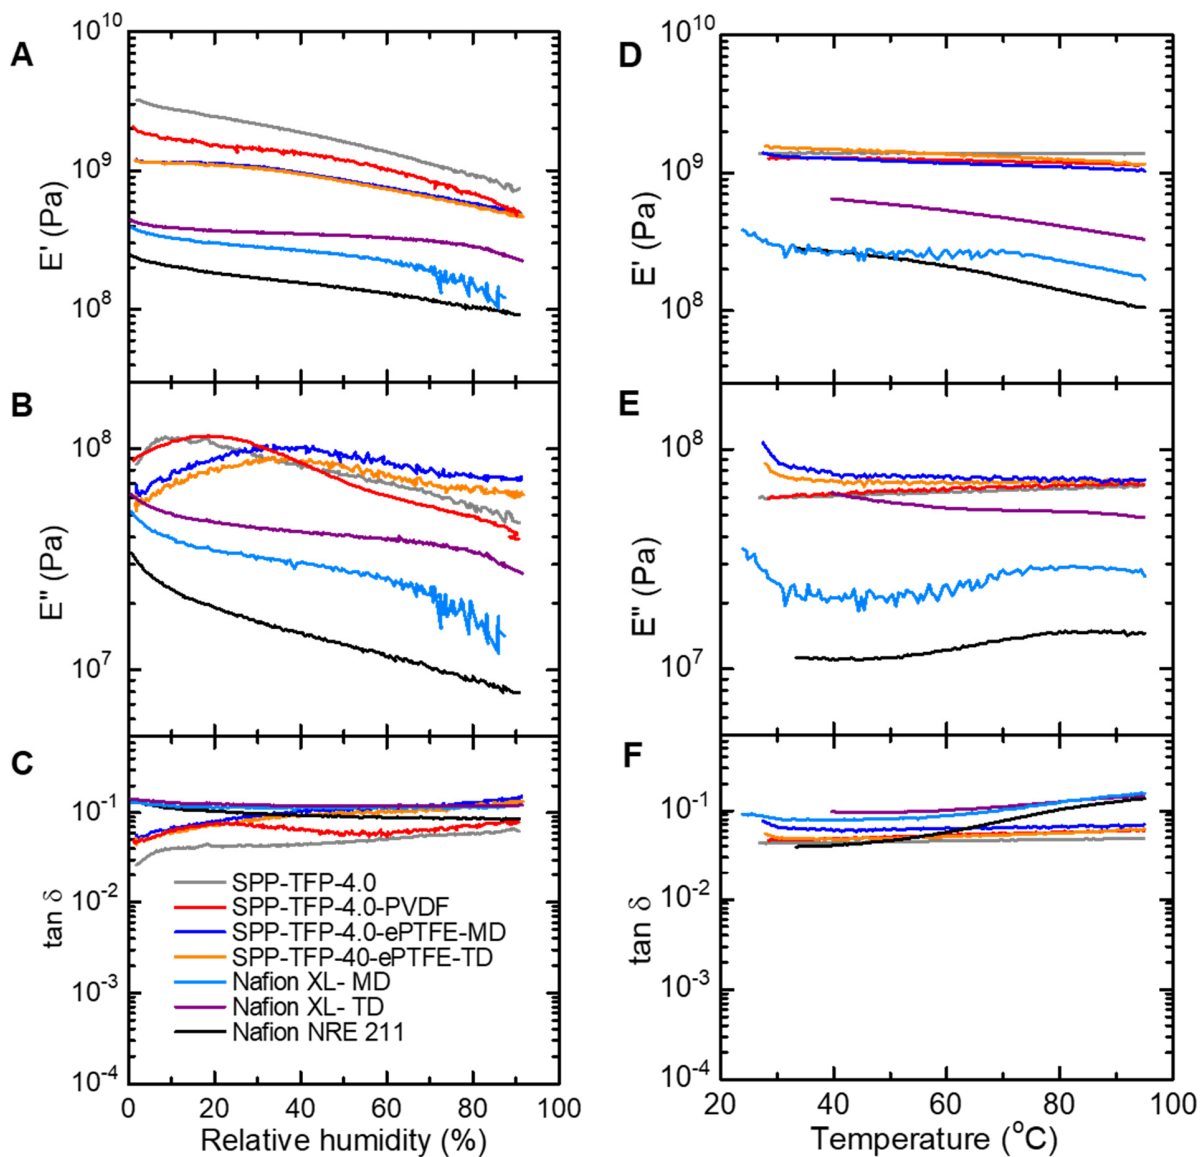 A
10^10
10^9
10^8
E' (Pa)
B
10^8
10^7
E'' (Pa)
C
10^-1
10^-2
10^-3
10^-4
tan δ
SPP-TFP-4.0
SPP-TFP-4.0-PVDF
SPP-TFP-4.0-ePTFE-MD
SPP-TFP-40-ePTFE-TD
Nafion XL- MD
Nafion XL- TD
Nafion NRE 211
0 20 40 60 80 100
Relative humidity (%)
D
10^10
10^9
10^8
E' (Pa)
E
10^8
10^7
E'' (Pa)
F
10^-1
10^-2
10^-3
10^-4
tan δ
20 40 60 80 100
Temperature (°C)